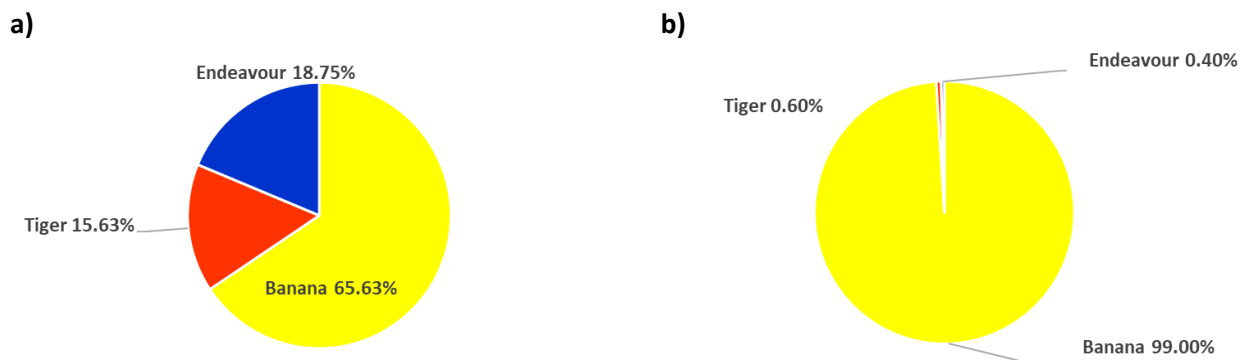 a)
Endeavour 18.75%
Tiger 15.63%
Banana 65.63%
b)
Endeavour 0.40%
Tiger 0.60%
Banana 99.00%